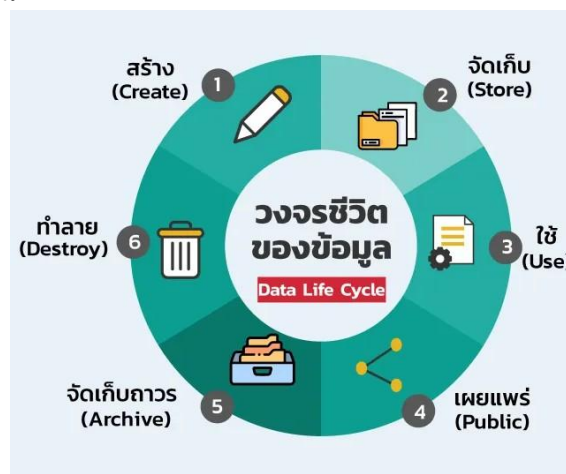 สร้าง
(Create)
1
จัดเก็บ
(Store)
2
ใช้
(Use)
3
เผยแพร่
(Public)
4
จัดเก็บถาวร
(Archive)
5
ทำลาย
(Destroy)
6
วงจรชีวิต
ของข้อมูล
Data Life Cycle